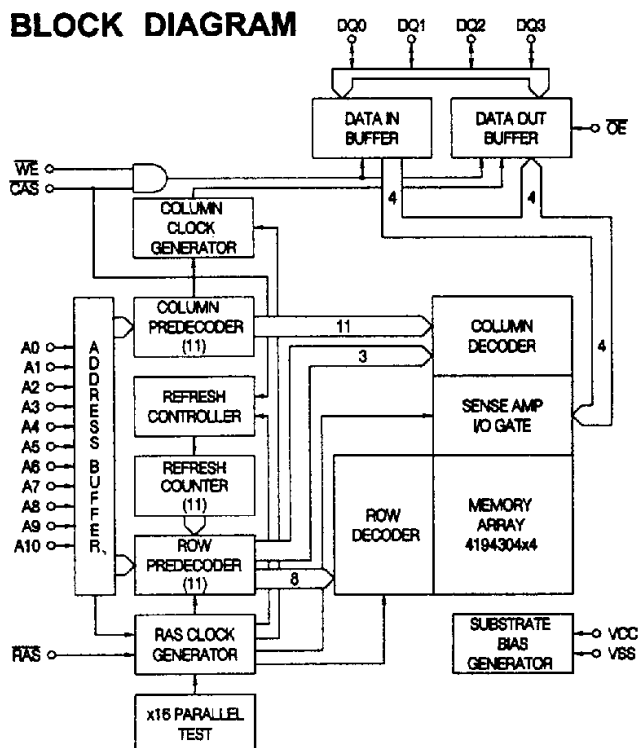 BLOCK DIAGRAM
DQ0 DQ1 DQ2 DQ3
DATA IN
BUFFER
DATA OUT
BUFFER
OE
WE
CAS
4
4
COLUMN
CLOCK
GENERATOR
COLUMN
PREDECODER
(11)
11
COLUMN
DECODER
4
3
A0
A1
A2
A3
A4
A5
A6
A7
A8
A9
A10
ADDRESS BUFFER
REFRESH
CONTROLLER
SENSE AMP
I/O GATE
REFRESH
COUNTER
(11)
ROW
DECODER
MEMORY
ARRAY
4194304x4
ROW
PREDECODER
(11)
8
RAS
RAS CLOCK
GENERATOR
SUBSTRATE
BIAS
GENERATOR
VCC
VSS
x16 PARALLEL
TEST